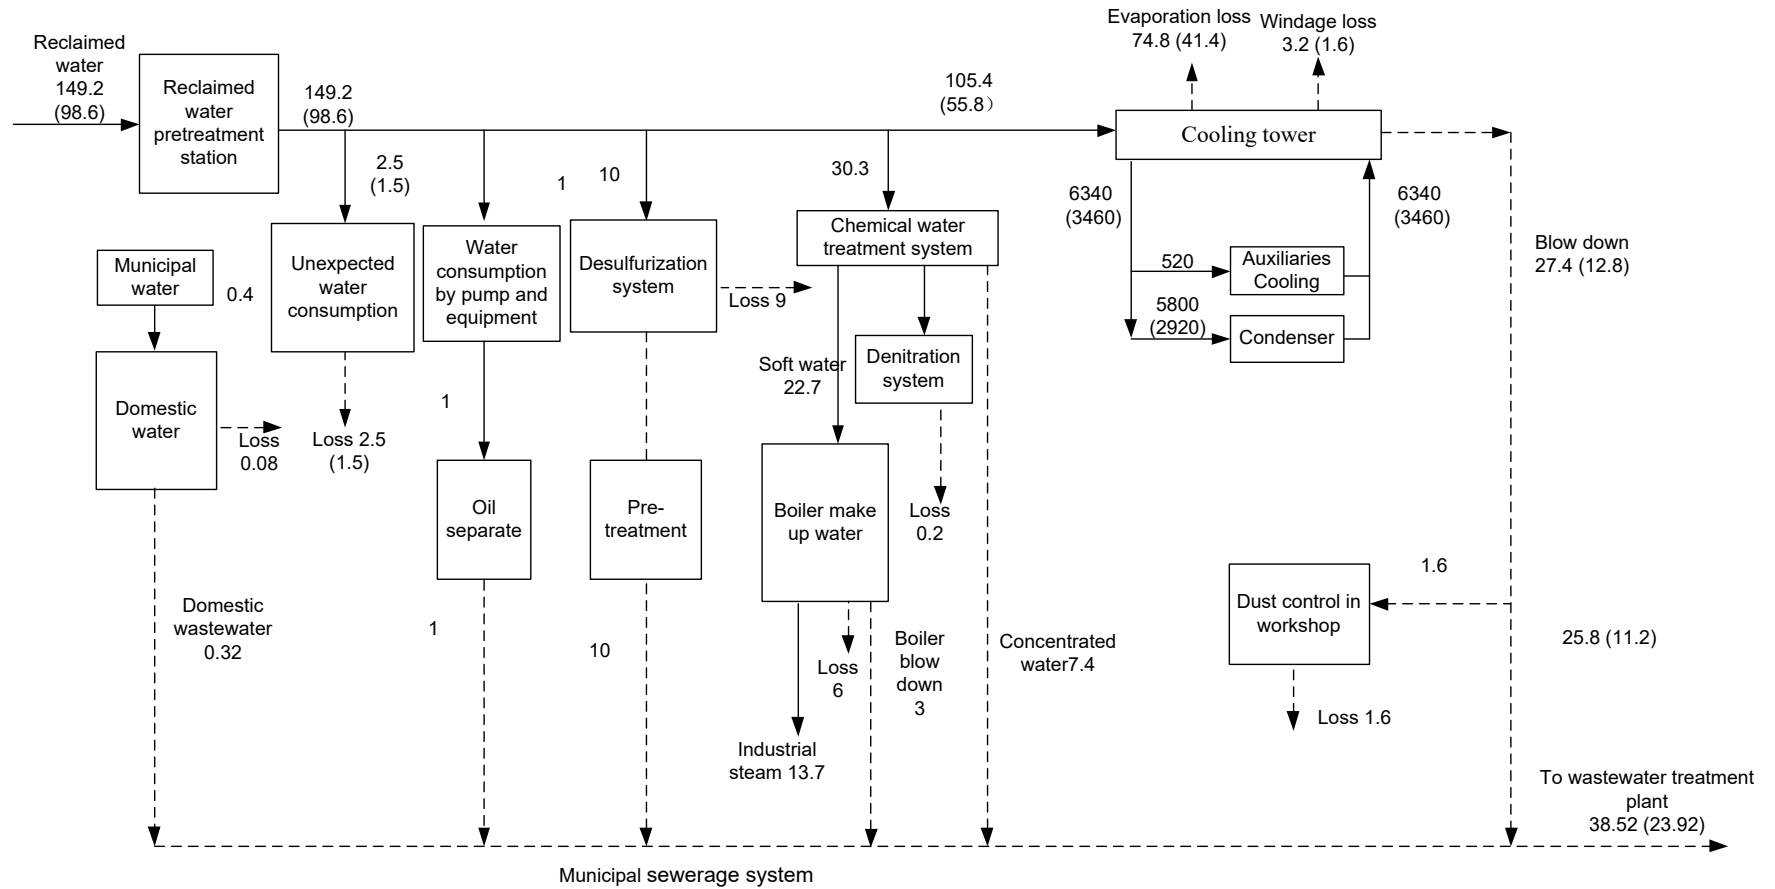 Evaporation loss
74.8 (41.4)
Windage loss
3.2 (1.6)
Reclaimed
water
149.2
(98.6)
Reclaimed
water
pretreatment
station
149.2
(98.6)
105.4
(55.8）
Cooling tower
2.5
(1.5)
1
10
30.3
6340
(3460)
6340
(3460)
Municipal
water
0.4
Unexpected
water
consumption
Water
consumption
by pump and
equipment
Desulfurization
system
Loss 9
Chemical water
treatment system
520
Auxiliaries
Cooling
5800
(2920)
Condenser
Blow down
27.4 (12.8)
Domestic
water
Loss
0.08
Loss 2.5
(1.5)
1
Soft water
22.7
Denitration
system
Oil
separate
Pre-
treatment
Boiler make
up water
Loss
0.2
Domestic
wastewater
0.32
1
10
Loss
6
Boiler
blow
down
3
Concentrated
water7.4
Dust control in
workshop
1.6
25.8 (11.2)
Loss 1.6
Industrial
steam 13.7
To wastewater treatment
plant
38.52 (23.92)
Municipal sewerage system